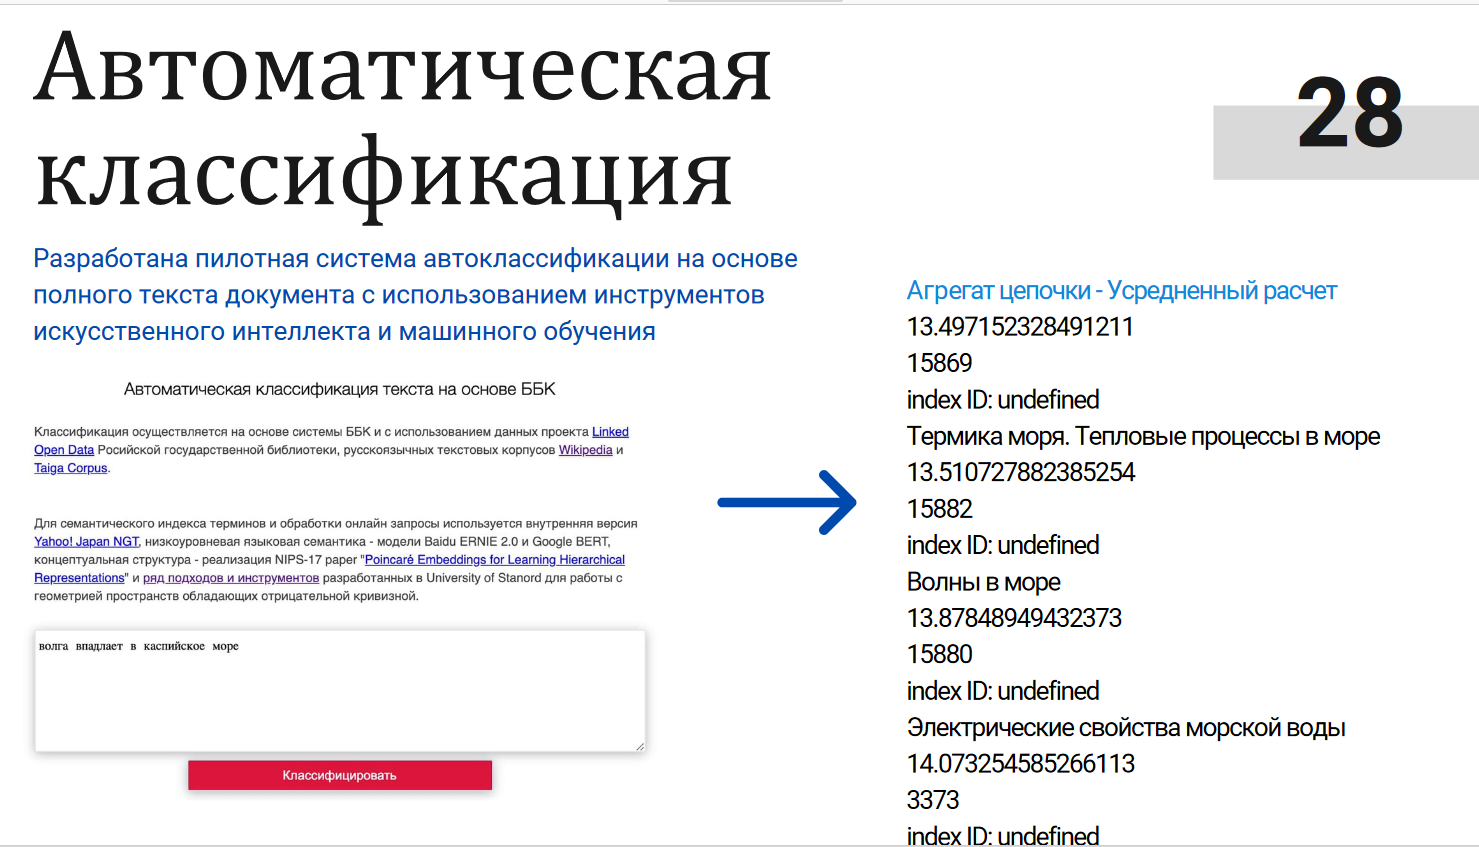 Автоматическая
классификация
28
Разработана пилотная система автоклассификации на основе
полного текста документа с использованием инструментов
искусственного интеллекта и машинного обучения
Автоматическая классификация текста на основе ББК
Классификация осуществляется на основе системы ББК и с использованием данных проекта Linked
Open Data Росийской государственной библиотеки, русскоязычных текстовых корпусов Wikipedia и
Taiga Corpus.
Для семантического индекса терминов и обработки онлайн запросы используется внутренняя версия
Yahoo! Japan NGT, низкоуровневая языковая семантика - модели Baidu ERNIE 2.0 и Google BERT,
концептуальная структура - реализация NIPS-17 paper "Poincaré Embeddings for Learning Hierarchical
Representations" и ряд подходов и инструментов разработанных в University of Stanord для работы с
геометрией пространств обладающих отрицательной кривизной.
волга впадлает в каспийское море
Классифицировать
Агрегат цепочки - Усредненный расчет
13.497152328491211
15869
index ID: undefined
Термика моря. Тепловые процессы в море
13.510727882385254
15882
index ID: undefined
Волны в море
13.87848949432373
15880
index ID: undefined
Электрические свойства морской воды
14.073254585266113
3373
index ID: undefined